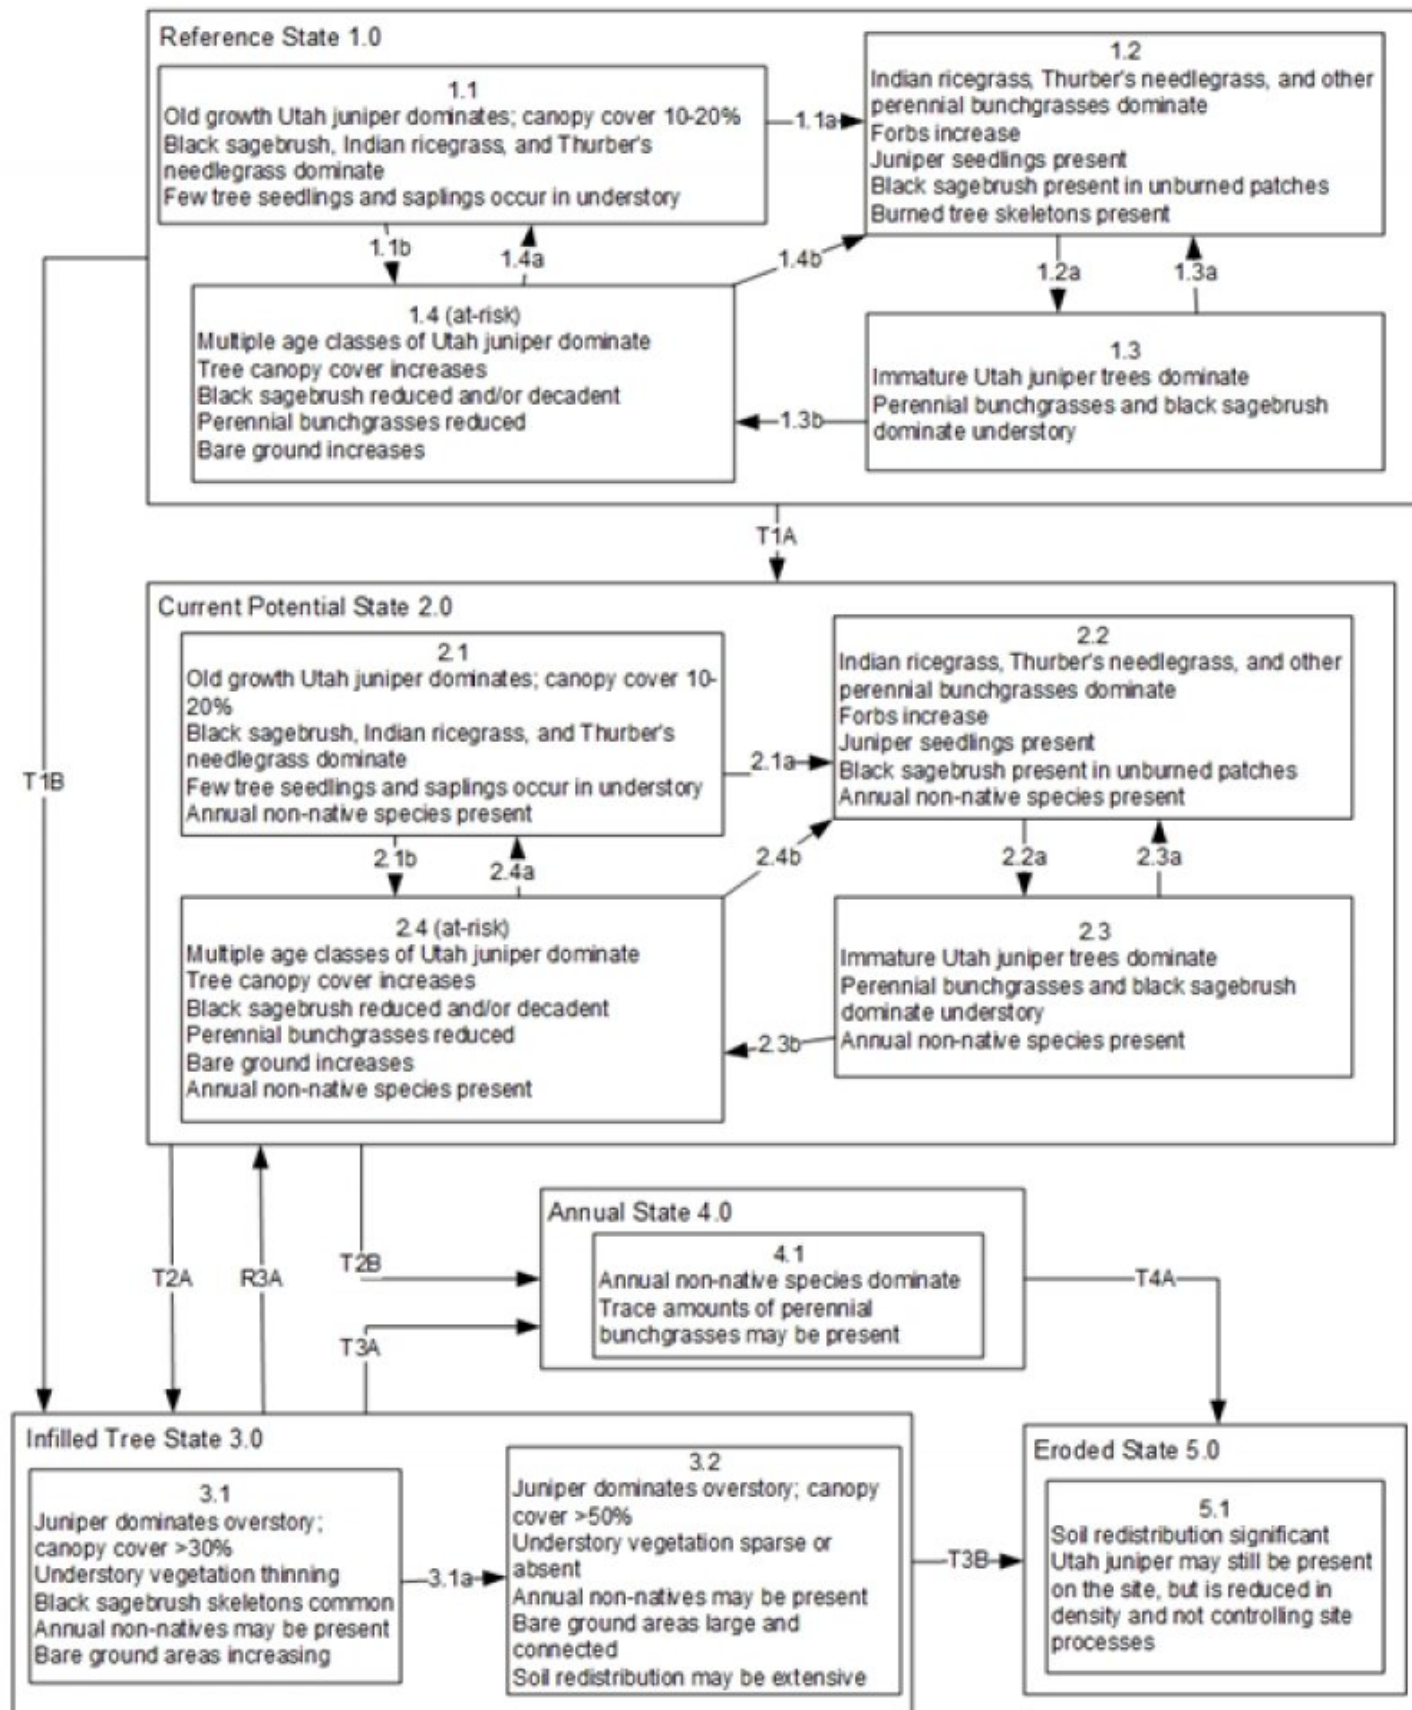 Reference State 1.0
1.1
Old growth Utah juniper dominates; canopy cover 10-20%
Black sagebrush, Indian ricegrass, and Thurber's
needlegrass dominate
Few tree seedlings and saplings occur in understory
1.1a
1.2
Indian ricegrass, Thurber's needlegrass, and other
perennial bunchgrasses dominate
Forbs increase
Juniper seedlings present
Black sagebrush present in unburned patches
Burned tree skeletons present
1.1b
1.4a
1.4b
1.2a
1.3a
1.4 (at-risk)
Multiple age classes of Utah juniper dominate
Tree canopy cover increases
Black sagebrush reduced and/or decadent
Perennial bunchgrasses reduced
Bare ground increases
1.3b
1.3
Immature Utah juniper trees dominate
Perennial bunchgrasses and black sagebrush
dominate understory
T1A
T1B
Current Potential State 2.0
2.1
Old growth Utah juniper dominates; canopy cover 10-
20%
Black sagebrush, Indian ricegrass, and Thurber's
needlegrass dominate
Few tree seedlings and saplings occur in understory
Annual non-native species present
2.1a
2.2
Indian ricegrass, Thurber's needlegrass, and other
perennial bunchgrasses dominate
Forbs increase
Juniper seedlings present
Black sagebrush present in unburned patches
Annual non-native species present
2.1b
2.4a
2.4b
2.2a
2.3a
2.4 (at-risk)
Multiple age classes of Utah juniper dominate
Tree canopy cover increases
Black sagebrush reduced and/or decadent
Perennial bunchgrasses reduced
Bare ground increases
Annual non-native species present
2.3b
2.3
Immature Utah juniper trees dominate
Perennial bunchgrasses and black sagebrush
dominate understory
Annual non-native species present
T2A
R3A
T2B
T3A
Annual State 4.0
4.1
Annual non-native species dominate
Trace amounts of perennial
bunchgrasses may be present
T4A
Infilled Tree State 3.0
3.1
Juniper dominates overstory;
canopy cover >30%
Understory vegetation thinning
Black sagebrush skeletons common
Annual non-natives may be present
Bare ground areas increasing
3.1a
3.2
Juniper dominates overstory; canopy
cover >50%
Understory vegetation sparse or
absent
Annual non-natives may be present
Bare ground areas large and
connected
Soil redistribution may be extensive
T3B
Eroded State 5.0
5.1
Soil redistribution significant
Utah juniper may still be present
on the site, but is reduced in
density and not controlling site
processes